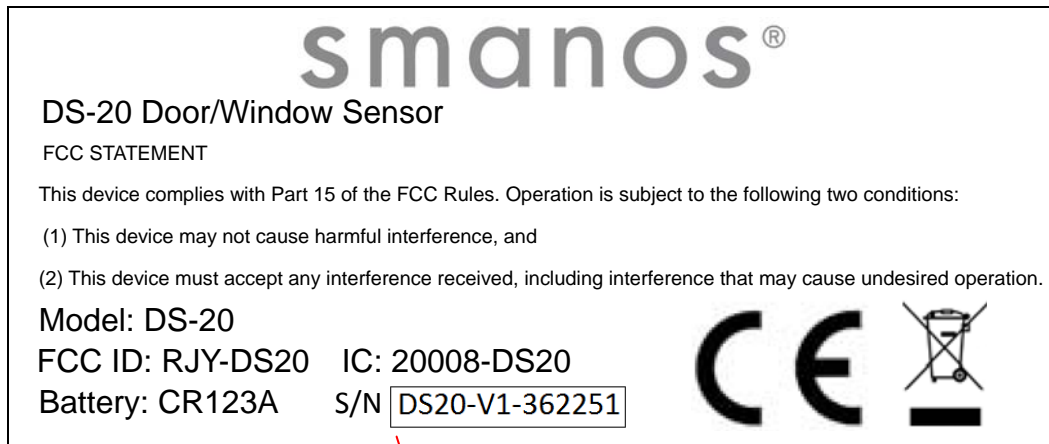 smanos®
DS-20 Door/Window Sensor
FCC STATEMENT
This device complies with Part 15 of the FCC Rules. Operation is subject to the following two conditions:
(1) This device may not cause harmful interference, and
(2) This device must accept any interference received, including interference that may cause undesired operation.
Model: DS-20
FCC ID: RJY-DS20 IC: 20008-DS20
Battery: CR123A S/N DS20-V1-362251
CE